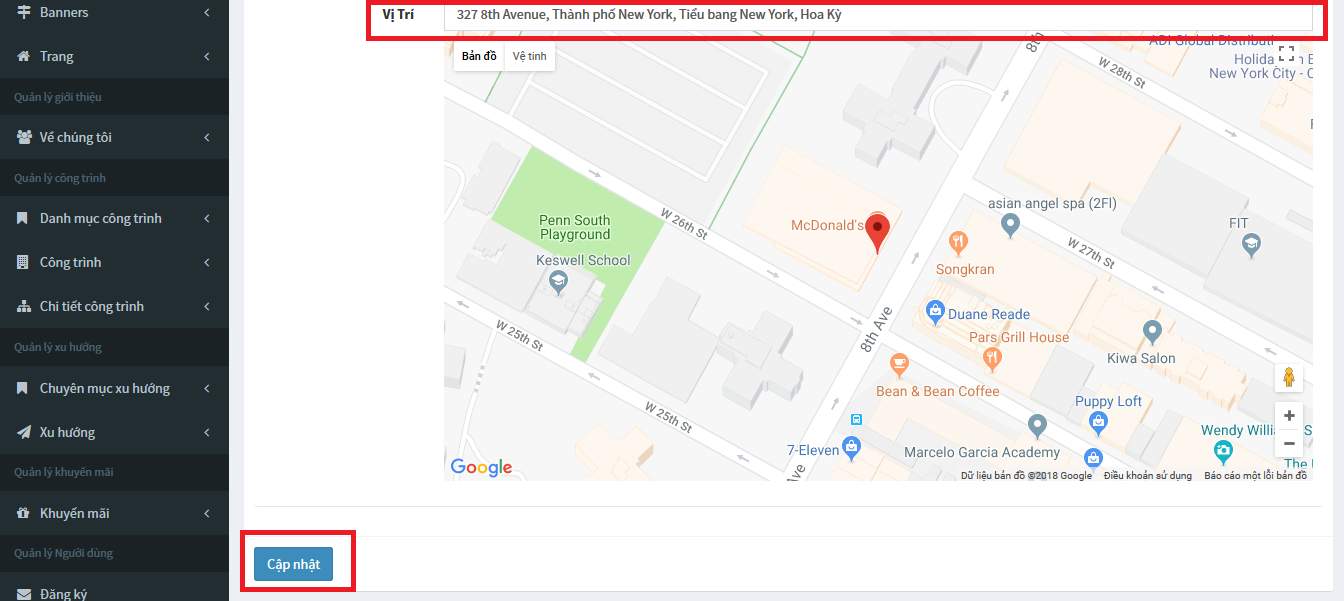 Banners
Trang
Quản lý giới thiệu
Về chúng tôi
Quản lý công trình
Danh mục công trình
Công trình
Chi tiết công trình
Quản lý xu hướng
Chuyên mục xu hướng
Xu hướng
Quản lý khuyến mãi
Khuyến mãi
Quản lý Người dùng
Đăng ký
Vị Trí
327 8th Avenue, Thành phố New York, Tiểu bang New York, Hoa Kỳ
Bản đồ
Vệ tinh
8th
ADI Global Distributi
Holida
New York City - C
W 28th St
Penn South
Playground
Keswell School
W 26th St
McDonald's
asian angel spa (2Fl)
FIT
W 27th St
Songkran
Duane Reade
8th Ave
Pars Grill House
Kiwa Salon
W 25th St
Bean & Bean Coffee
Puppy Loft
W 25th St
7-Eleven
Marcelo Garcia Academy
Wendy Willi
S
The
Ave
Google
Dữ liệu bản đồ ©2018 Google
Điều khoản sử dụng
Báo cáo một lỗi bản đồ
Cập nhật